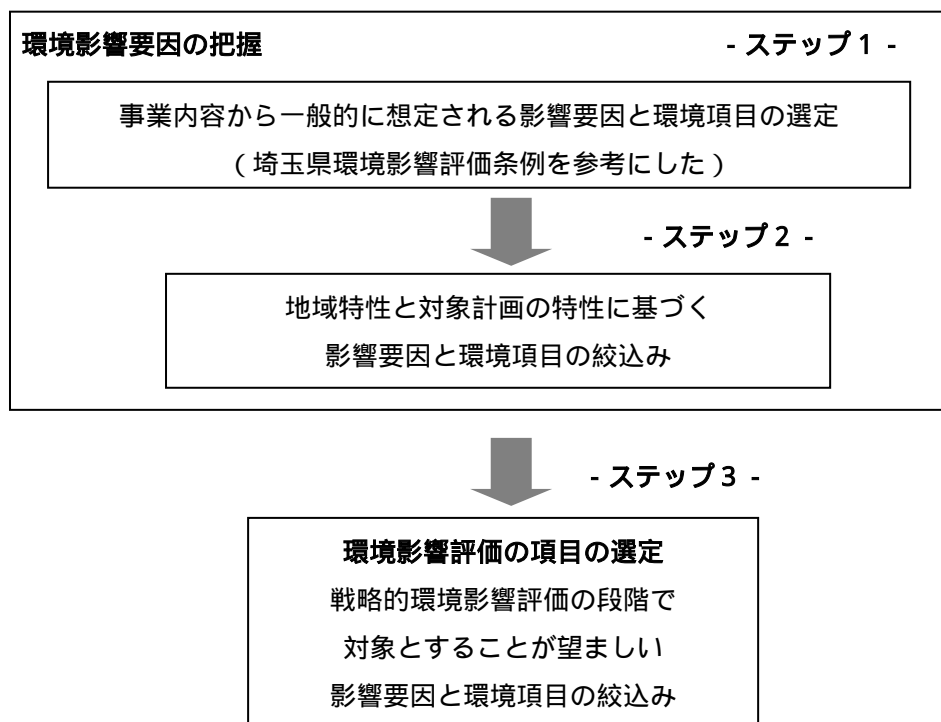 環境影響要因の把握
- ステップ１ -
事業内容から一般的に想定される影響要因と環境項目の選定
（埼玉県環境影響評価条例を参考にした）
- ステップ２ -
地域特性と対象計画の特性に基づく
影響要因と環境項目の絞込み
- ステップ３ -
環境影響評価の項目の選定
戦略的環境影響評価の段階で
対象とすることが望ましい
影響要因と環境項目の絞込み